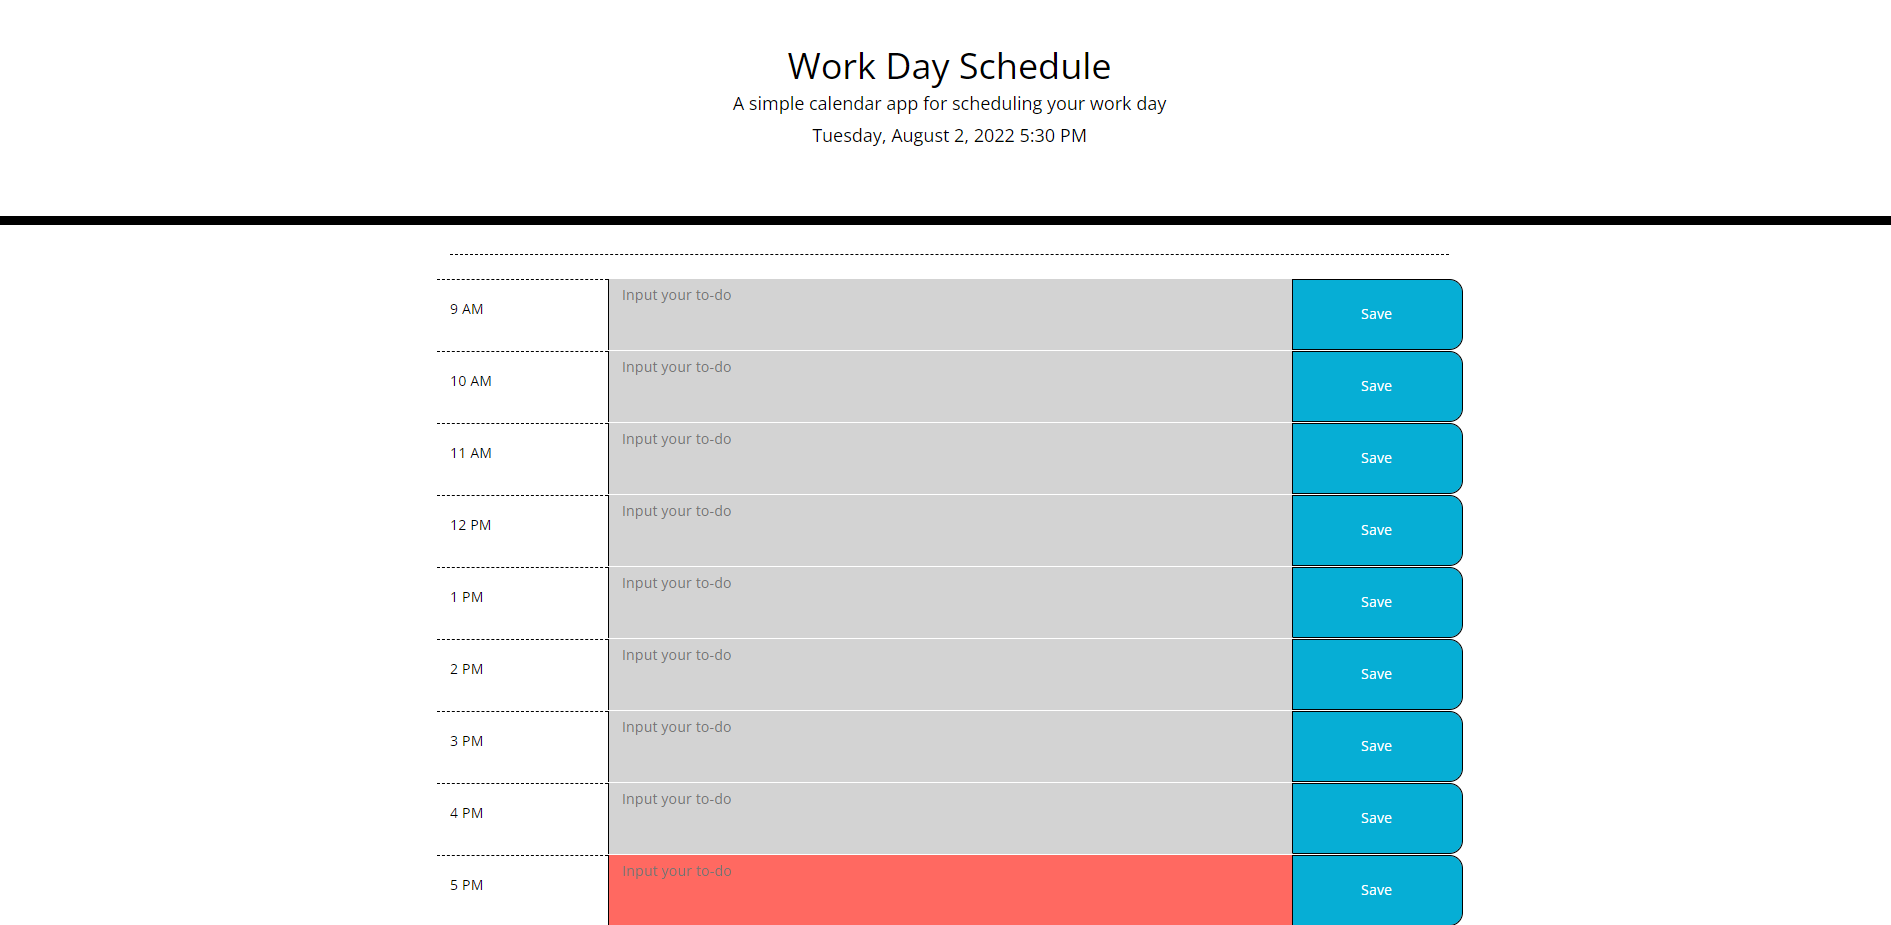 Work Day Schedule
A simple calendar app for scheduling your work day
Tuesday, August 2, 2022 5:30 PM
9 AM Input your to-do Save
10 AM Input your to-do Save
11 AM Input your to-do Save
12 PM Input your to-do Save
1 PM Input your to-do Save
2 PM Input your to-do Save
3 PM Input your to-do Save
4 PM Input your to-do Save
5 PM Input your to-do Save